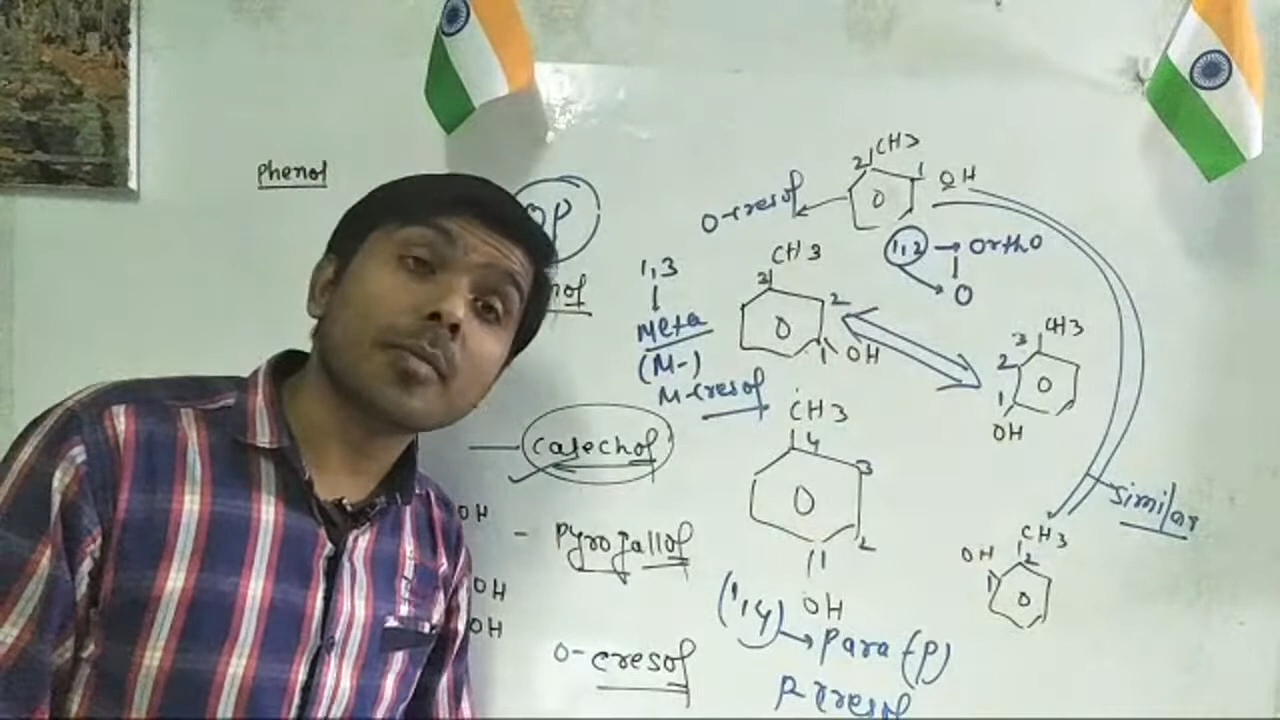 Phenol
OP
nol
catechol
OH
- Pyrogallol
OH
OH
O-cresol
O-cresol
2 CH3
1 OH
1,2 → Ortho
O
1,3
Meta
(M-)
M-cresol
CH3
3
2
1 OH
CH3
3
2
1
OH
CH3
4
3
2
1
OH
(1,4) → Para (P)
P-cresol
similar
CH3
OH 2
1